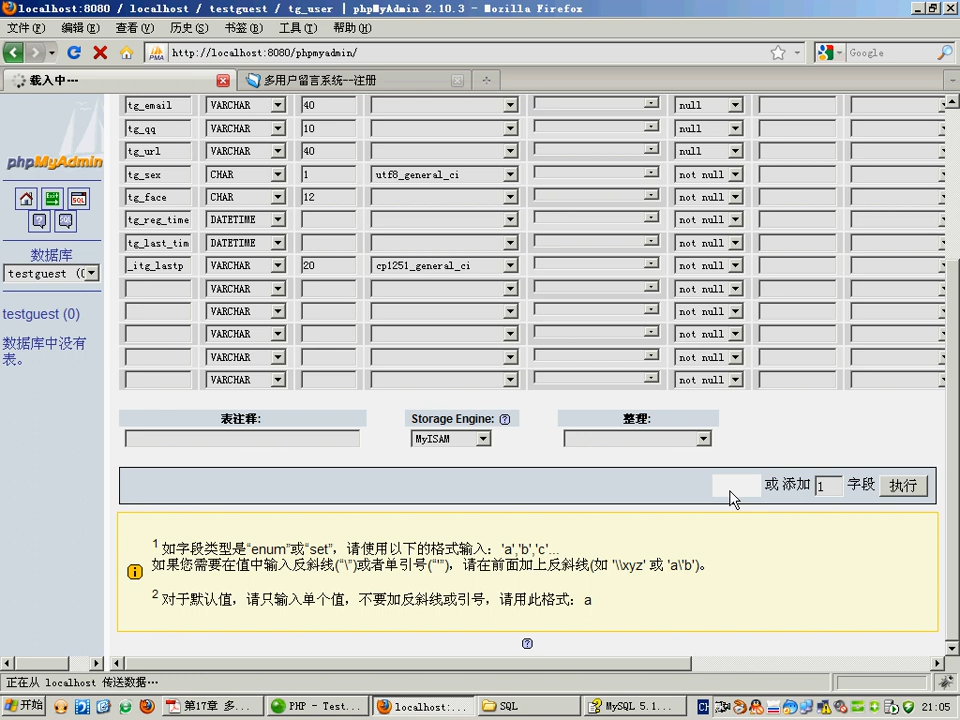 localhost:8080 / localhost / testguest / tg_user | phpMyAdmin 2.10.3 - Mozilla Firefox
文件(F) 编辑(E) 查看(V) 历史(S) 书签(B) 工具(T) 帮助(H)
http://localhost:8080/phpmyadmin/ Google
载入中… 多用户留言系统--注册
phpMyAdmin
数据库
testguest ((
testguest (0)
数据库中没有
表。
tg_email VARCHAR 40 null
tg_qq VARCHAR 10 null
tg_url VARCHAR 40 null
tg_sex CHAR 1 utf8_general_ci not null
tg_face CHAR 12 not null
tg_reg_time DATETIME not null
tg_last_tim DATETIME not null
_itg_lastp VARCHAR 20 cp1251_general_ci not null
VARCHAR not null
VARCHAR not null
VARCHAR not null
VARCHAR not null
VARCHAR not null
表注释: Storage Engine: 整理:
MyISAM
或 添加 1 字段 执行
1 如字段类型是“enum”或“set”，请使用以下的格式输入：'a','b','c'...
如果您需要在值中输入反斜线(“\”)或者单引号(“'”)，请在前面加上反斜线(如 '\\xyz' 或 'a\'b')。
2 对于默认值，请只输入单个值，不要加反斜线或引号，请用此格式：a
正在从 localhost 传送数据…
开始 第17章 多... PHP - Test... localhost:... SQL MySQL 5.1... CH 21:05